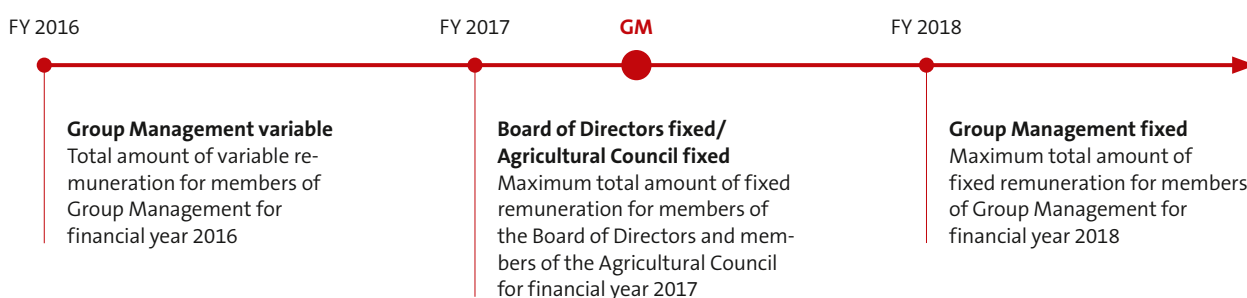 FY 2016
FY 2017
GM
FY 2018
Group Management variable
Total amount of variable re-
muneration for members of
Group Management for
financial year 2016
Board of Directors fixed/
Agricultural Council fixed
Maximum total amount of fixed
remuneration for members of
the Board of Directors and mem-
bers of the Agricultural Council
for financial year 2017
Group Management fixed
Maximum total amount of
fixed remuneration for members
of Group Management for
financial year 2018